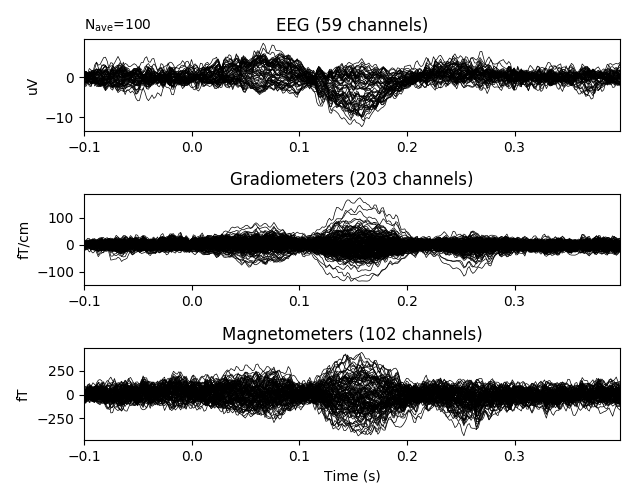 N_ave=100 EEG (59 channels)
uV
0
−10
−0.1 0.0 0.1 0.2 0.3
Gradiometers (203 channels)
fT/cm
100
0
−100
−0.1 0.0 0.1 0.2 0.3
Magnetometers (102 channels)
fT
250
0
−250
−0.1 0.0 0.1 0.2 0.3
Time (s)